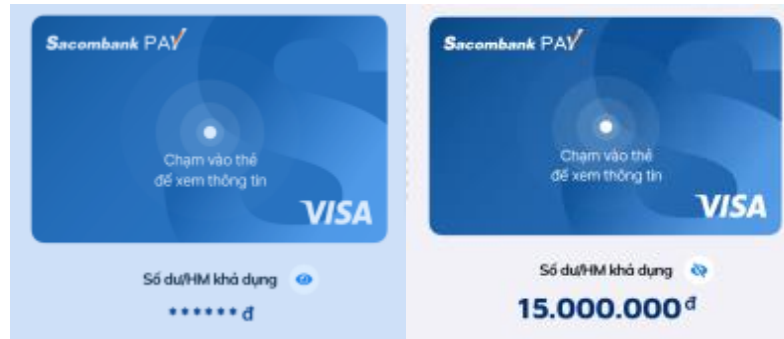 Sacombank PAY
Chạm vào thẻ
để xem thông tin
VISA
Số dư/HM khả dụng
******đ
Sacombank PAY
Chạm vào thẻ
để xem thông tin
VISA
Số dư/HM khả dụng
15.000.000đ